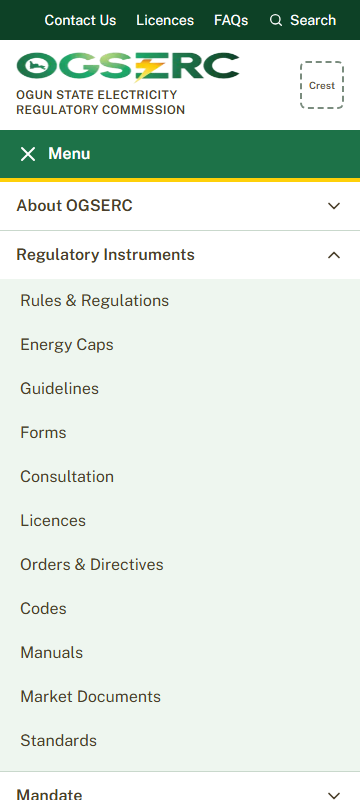 Contact Us Licences FAQs Search
OGSERC
OGUN STATE ELECTRICITY
REGULATORY COMMISSION
Crest
Menu
About OGSERC
Regulatory Instruments
Rules & Regulations
Energy Caps
Guidelines
Forms
Consultation
Licences
Orders & Directives
Codes
Manuals
Market Documents
Standards
Mandate